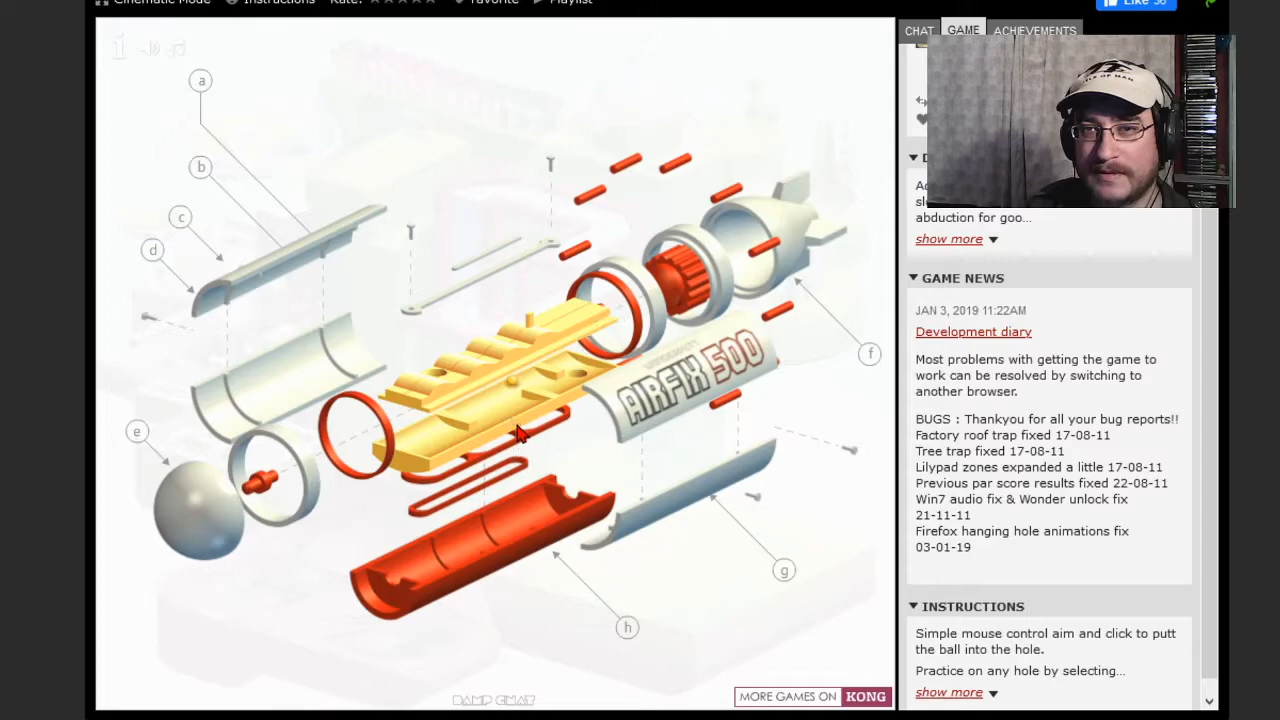 Cinematic Mode
Instructions
Rate:
Favorite
Playlist
Like 36
CHAT
GAME
ACHIEVEMENTS
a
b
c
d
e
f
g
h
AIRFIX 500
DAMP GNAT
MORE GAMES ON KONG
abduction for goo...
show more
GAME NEWS
JAN 3, 2019 11:22AM
Development diary
Most problems with getting the game to
work can be resolved by switching to
another browser.
BUGS : Thankyou for all your bug reports!!
Factory roof trap fixed 17-08-11
Tree trap fixed 17-08-11
Lilypad zones expanded a little 17-08-11
Previous par score results fixed 22-08-11
Win7 audio fix & Wonder unlock fix
21-11-11
Firefox hanging hole animations fix
03-01-19
INSTRUCTIONS
Simple mouse control aim and click to putt
the ball into the hole.
Practice on any hole by selecting...
show more